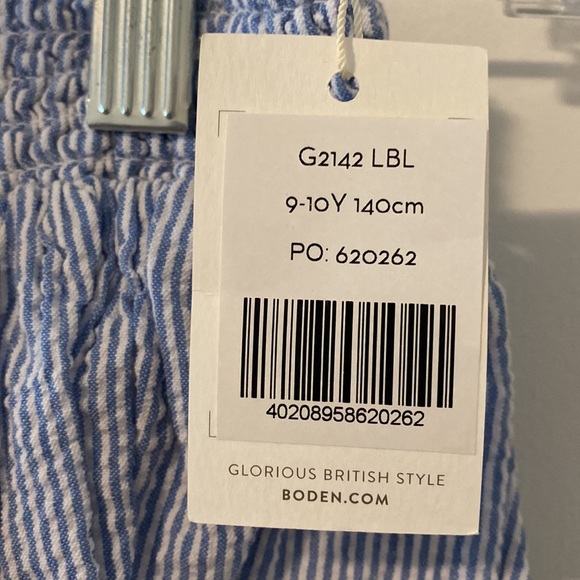 G2142 LBL
9-10Y 140cm
PO: 620262
40208958620262
GLORIOUS BRITISH STYLE
BODEN.COM